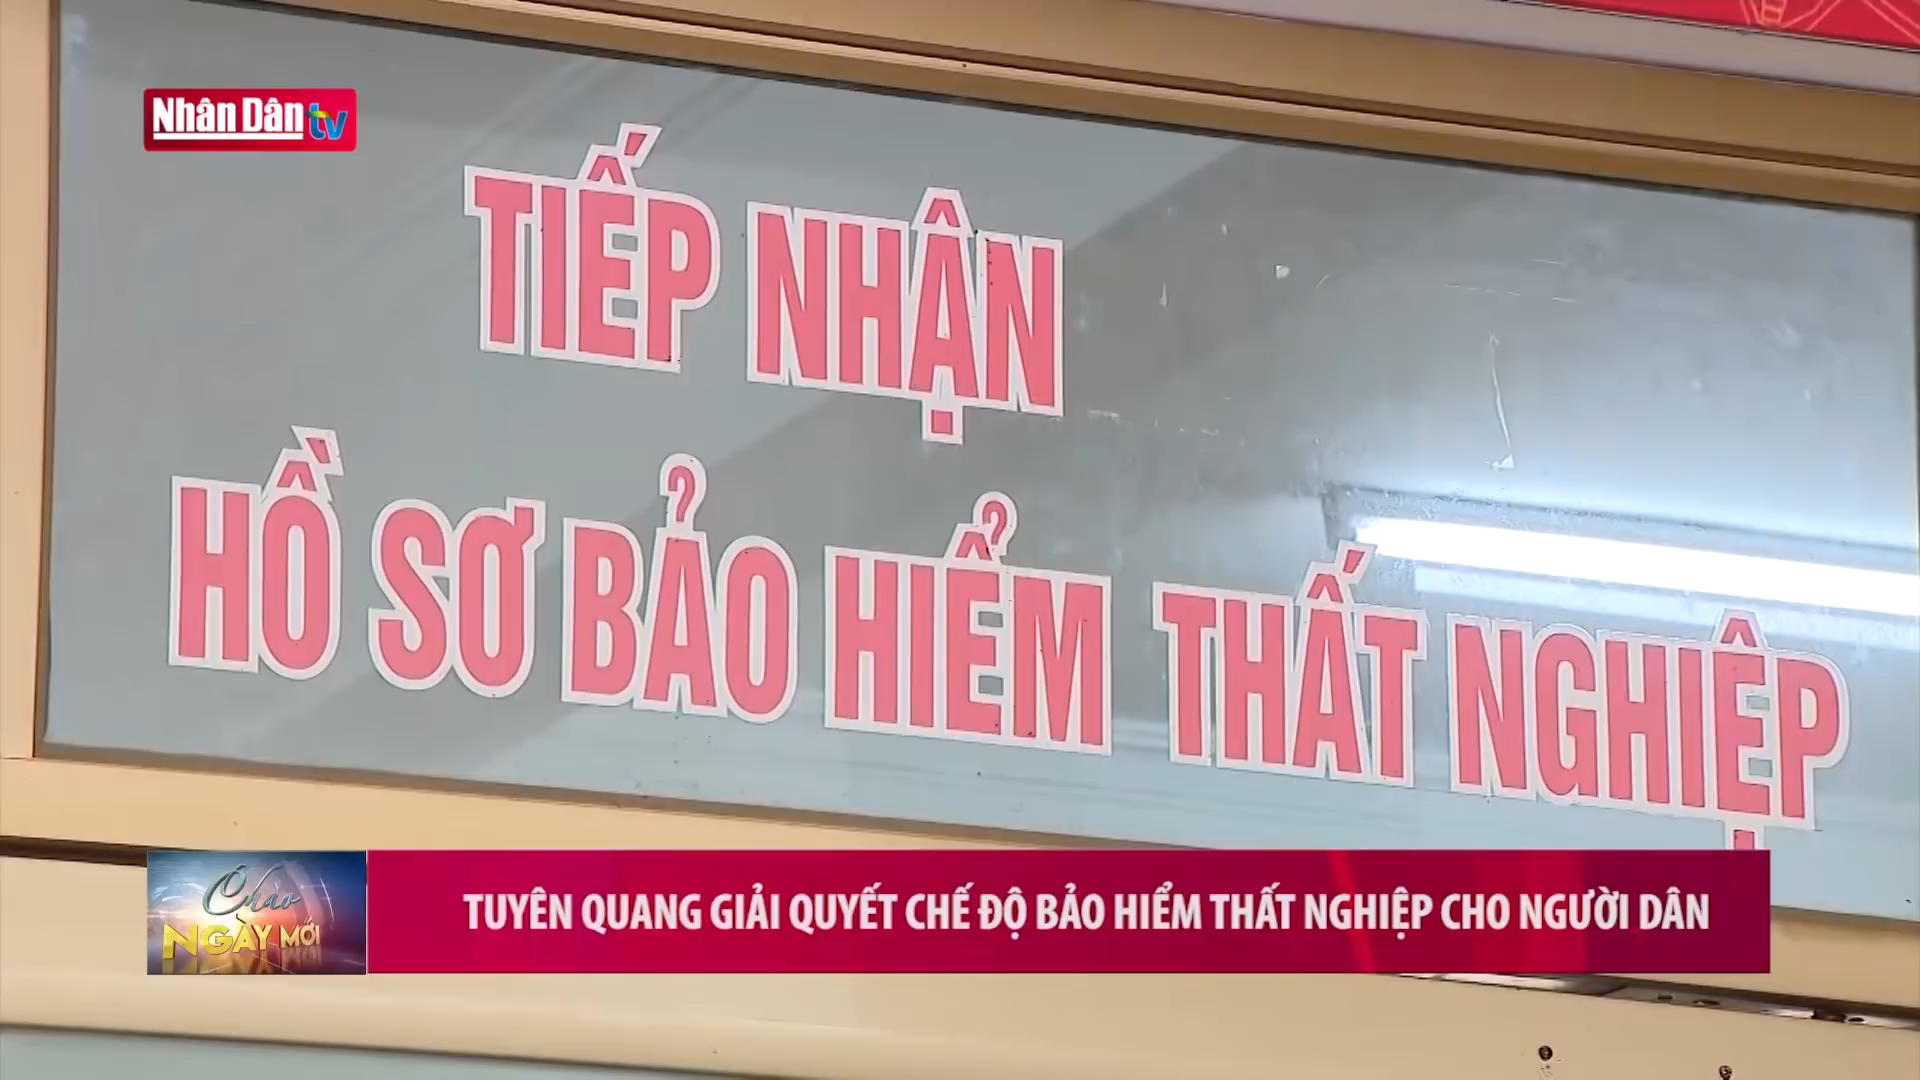 Nhân Dân tv
TIẾP NHẬN
HỒ SƠ BẢO HIỂM THẤT NGHIỆP
Chào
NGÀY MỚI
TUYÊN QUANG GIẢI QUYẾT CHẾ ĐỘ BẢO HIỂM THẤT NGHIỆP CHO NGƯỜI DÂN